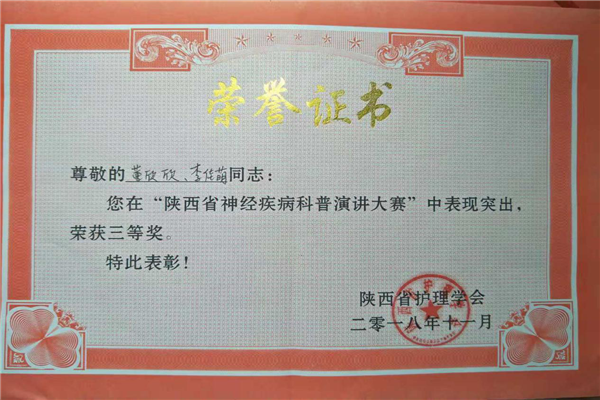 荣誉证书
尊敬的董欣欣、李佳萌同志：
您在“陕西省神经疾病科普演讲大赛”中表现突出，
荣获三等奖。
特此表彰！
陕西省护理学会
二零一八年十一月